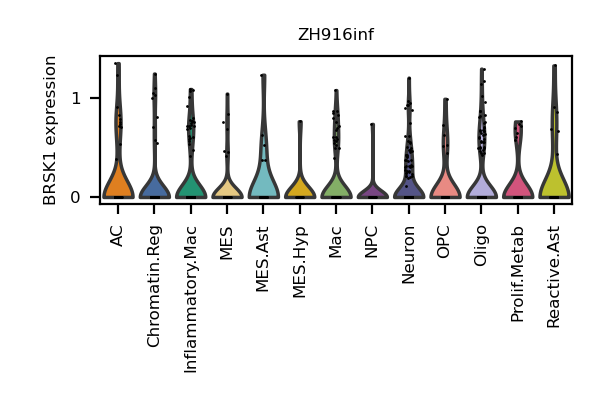 ZH916inf
BRSK1 expression
1
0
AC
Chromatin.Reg
Inflammatory.Mac
MES
MES.Ast
MES.Hyp
Mac
NPC
Neuron
OPC
Oligo
Prolif.Metab
Reactive.Ast